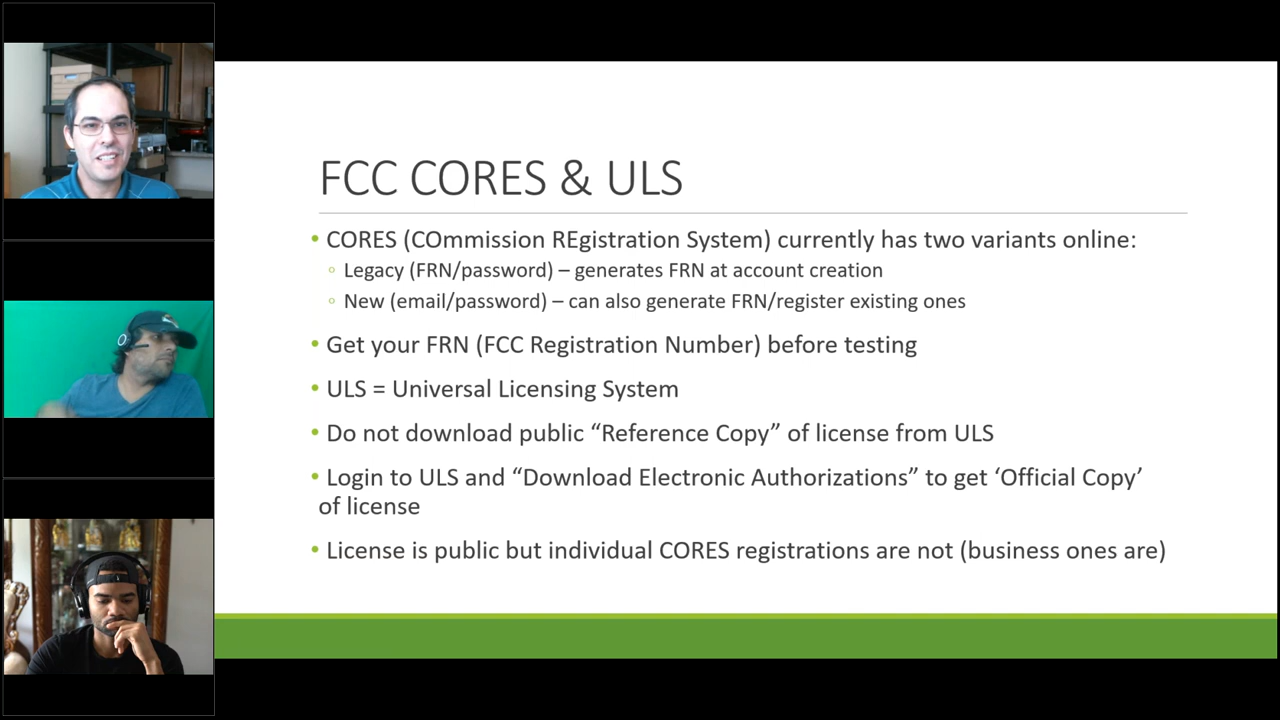 FCC CORES & ULS
• CORES (COmmission REgistration System) currently has two variants online:
◦ Legacy (FRN/password) – generates FRN at account creation
◦ New (email/password) – can also generate FRN/register existing ones
• Get your FRN (FCC Registration Number) before testing
• ULS = Universal Licensing System
• Do not download public “Reference Copy” of license from ULS
• Login to ULS and “Download Electronic Authorizations” to get ‘Official Copy’
of license
• License is public but individual CORES registrations are not (business ones are)